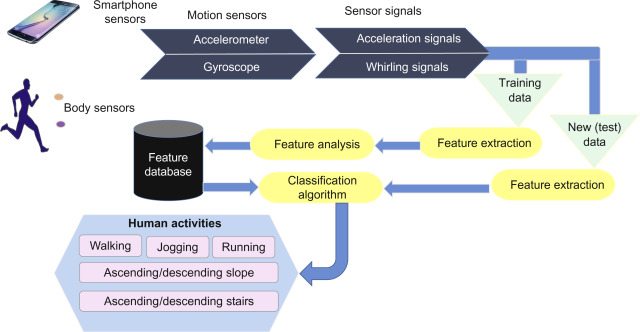 Smartphone
sensors
Motion sensors
Sensor signals
Accelerometer
Acceleration signals
Gyroscope
Whirling signals
Body sensors
Training
data
New (test)
data
Feature
database
Feature analysis
Feature extraction
Classification
algorithm
Feature extraction
Human activities
Walking
Jogging
Running
Ascending/descending slope
Ascending/descending stairs